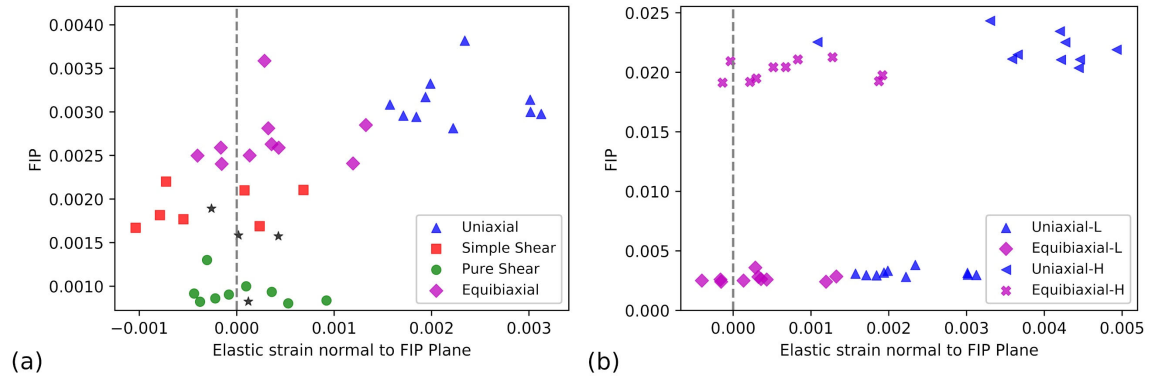 0.0040
0.0035
0.0030
0.0025
0.0020
0.0015
0.0010
FIP
−0.001
0.000
0.001
0.002
0.003
Elastic strain normal to FIP Plane
Uniaxial
Simple Shear
Pure Shear
Equibiaxial
(a)
0.025
0.020
0.015
0.010
0.005
0.000
FIP
0.000
0.001
0.002
0.003
0.004
0.005
Elastic strain normal to FIP Plane
Uniaxial-L
Equibiaxial-L
Uniaxial-H
Equibiaxial-H
(b)